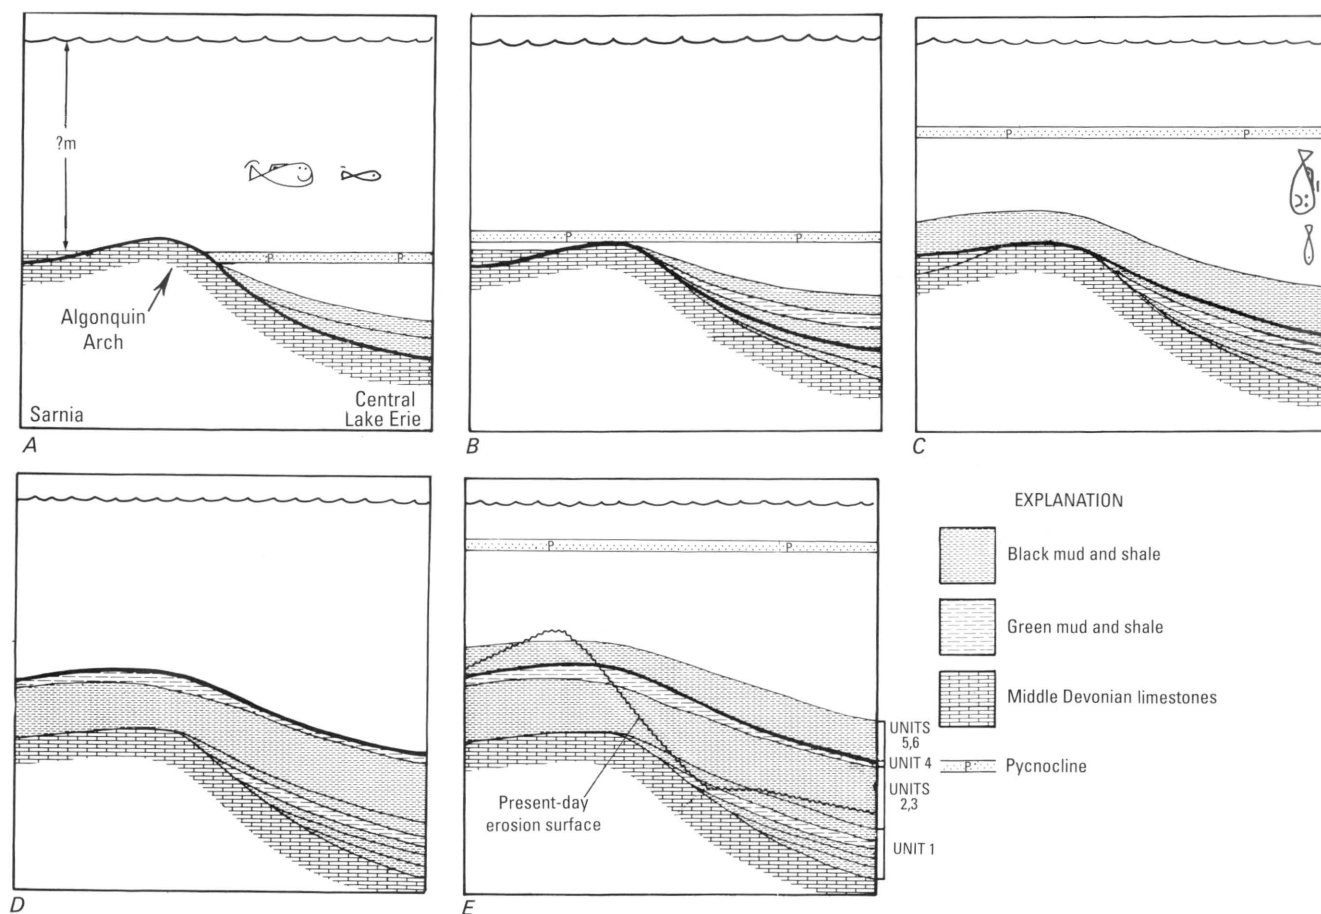 ?m
P
P
Algonquin
Arch
Sarnia
Central
Lake Erie
A
P
P
B
P
P
C
D
P
P
Present-day
erosion surface
UNITS
5,6
UNIT 4
UNITS
2,3
UNIT 1
E
EXPLANATION
Black mud and shale
Green mud and shale
Middle Devonian limestones
P
Pycnocline